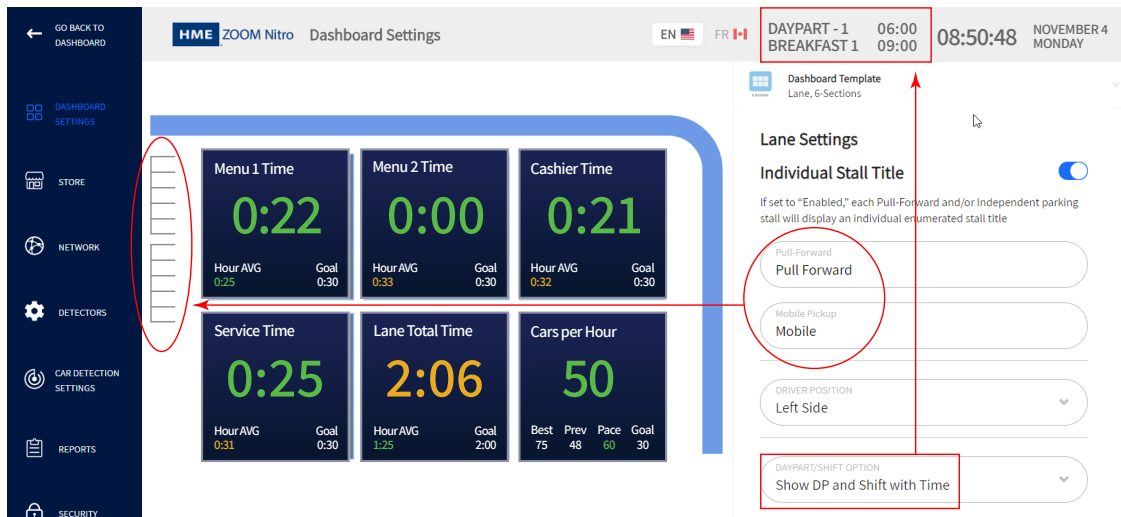 GO BACK TO
DASHBOARD
HME ZOOM Nitro Dashboard Settings
EN FR
DAYPART - 1 06:00
BREAKFAST 1 09:00
08:50:48
NOVEMBER 4
MONDAY
DASHBOARD
SETTINGS
STORE
NETWORK
DETECTORS
CAR DETECTION
SETTINGS
REPORTS
SECURITY
Menu 1 Time
0:22
Hour AVG Goal
0:25 0:30
Menu 2 Time
0:00
Hour AVG Goal
0:33 0:30
Cashier Time
0:21
Hour AVG Goal
0:32 0:30
Service Time
0:25
Hour AVG Goal
0:31 0:30
Lane Total Time
2:06
Hour AVG Goal
1:25 2:00
Cars per Hour
50
Best Prev Pace Goal
75 48 60 30
Dashboard Template
Lane, 6-Sections
Lane Settings
Individual Stall Title
If set to “Enabled,” each Pull-Forward and/or Independent parking
stall will display an individual enumerated stall title
Pull-Forward
Pull Forward
Mobile Pickup
Mobile
DRIVER POSITION
Left Side
DAYPART/SHIFT OPTION
Show DP and Shift with Time